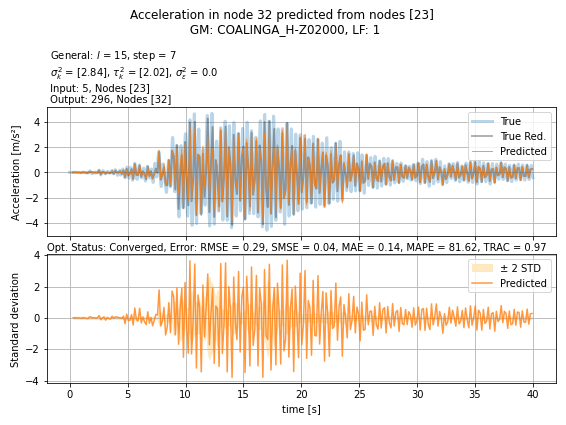 Acceleration in node 32 predicted from nodes [23]
GM: COALINGA_H-Z02000, LF: 1
General: l = 15, step = 7
σ²ₖ = [2.84], τ²ₖ = [2.02], σ²ε = 0.0
Input: 5, Nodes [23]
Output: 296, Nodes [32]
Acceleration [m/s²]
4
2
0
−2
−4
True
True Red.
Predicted
Opt. Status: Converged, Error: RMSE = 0.29, SMSE = 0.04, MAE = 0.14, MAPE = 81.62, TRAC = 0.97
Standard deviation
4
2
0
−2
−4
± 2 STD
Predicted
0 5 10 15 20 25 30 35 40
time [s]